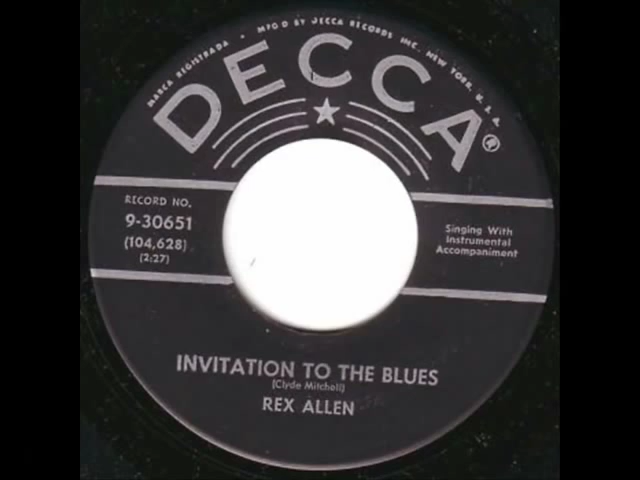 MARCA REGISTRADA • MFG'D BY DECCA RECORDS INC. NEW YORK, U.S.A.
DECCA®
RECORD NO.
9-30651
(104,628)
(2:27)
Singing With
Instrumental
Accompaniment
INVITATION TO THE BLUES
(Clyde Mitchell)
REX ALLEN